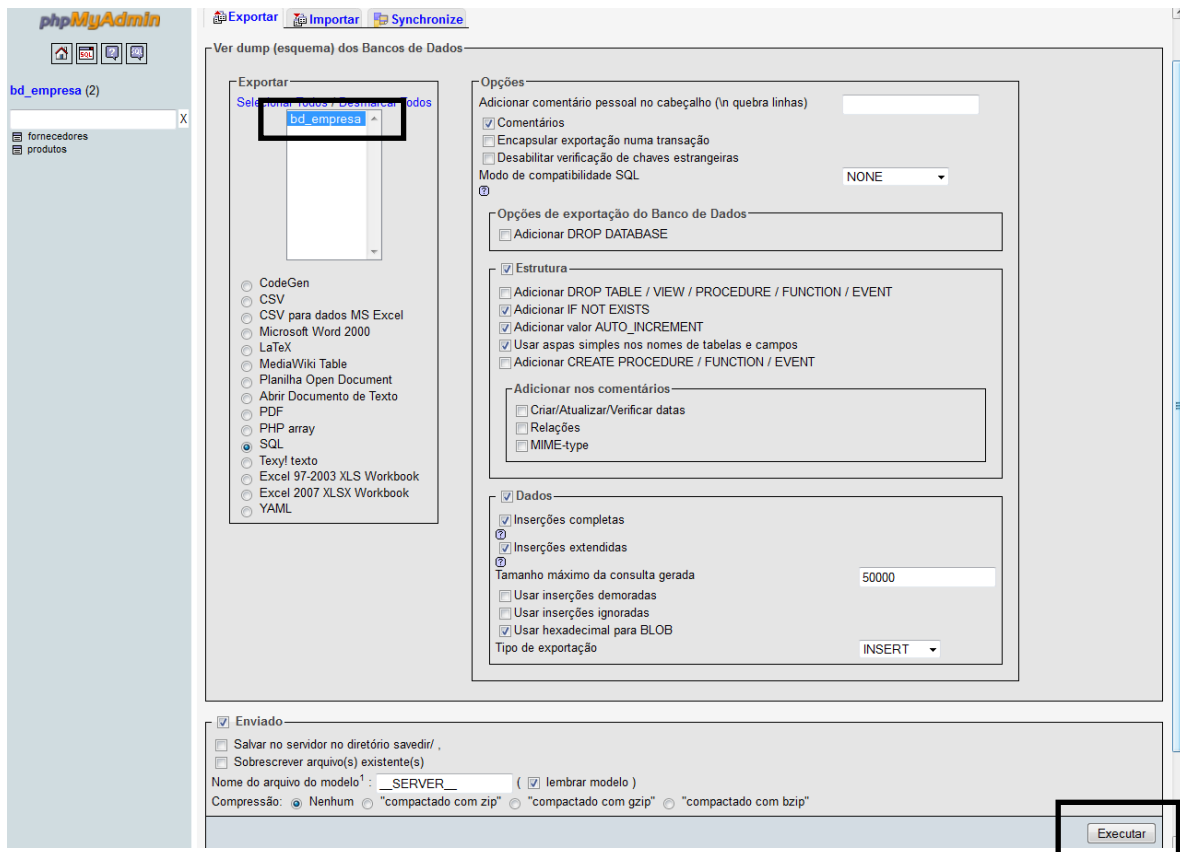 phpMyAdmin
SQL
bd_empresa (2)
X
fornecedores
produtos
Exportar
Importar
Synchronize
Ver dump (esquema) dos Bancos de Dados
Exportar
Selecionar Todos / Desmarcar Todos
bd_empresa
CodeGen
CSV
CSV para dados MS Excel
Microsoft Word 2000
LaTeX
MediaWiki Table
Planilha Open Document
Abrir Documento de Texto
PDF
PHP array
SQL
Texy! texto
Excel 97-2003 XLS Workbook
Excel 2007 XLSX Workbook
YAML
Opções
Adicionar comentário pessoal no cabeçalho (\n quebra linhas)
Comentários
Encapsular exportação numa transação
Desabilitar verificação de chaves estrangeiras
Modo de compatibilidade SQL NONE
?
Opções de exportação do Banco de Dados
Adicionar DROP DATABASE
Estrutura
Adicionar DROP TABLE / VIEW / PROCEDURE / FUNCTION / EVENT
Adicionar IF NOT EXISTS
Adicionar valor AUTO_INCREMENT
Usar aspas simples nos nomes de tabelas e campos
Adicionar CREATE PROCEDURE / FUNCTION / EVENT
Adicionar nos comentários
Criar/Atualizar/Verificar datas
Relações
MIME-type
Dados
Inserções completas
?
Inserções extendidas
?
Tamanho máximo da consulta gerada 50000
Usar inserções demoradas
Usar inserções ignoradas
Usar hexadecimal para BLOB
Tipo de exportação INSERT
Enviado
Salvar no servidor no diretório savedir/ ,
Sobrescrever arquivo(s) existente(s)
Nome do arquivo do modelo1 : __SERVER__ ( lembrar modelo )
Compressão: Nenhum "compactado com zip" "compactado com gzip" "compactado com bzip"
Executar